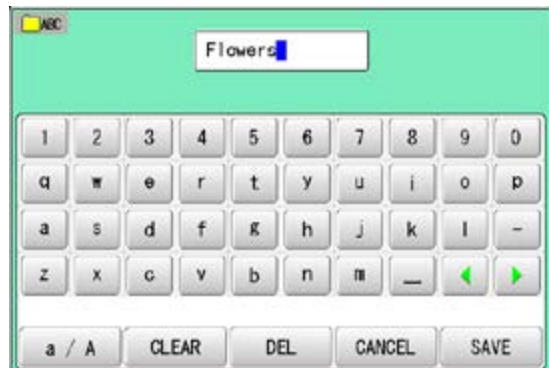 ABC
Flowers
1 2 3 4 5 6 7 8 9 0
q w e r t y u i o p
a s d f g h j k l -
z x c v b n m _
a / A CLEAR DEL CANCEL SAVE